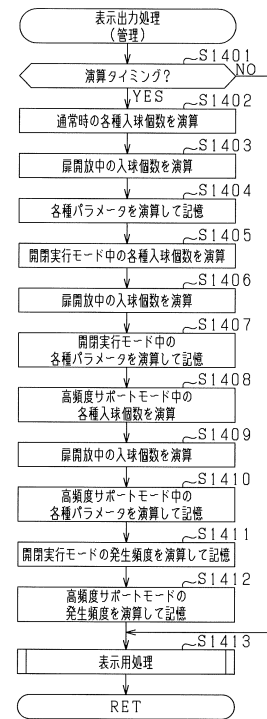 表示出力処理
(管理)
S1401
演算タイミング?
NO
YES
S1402
通常時の各種入球個数を演算
S1403
扉開放中の入球個数を演算
S1404
各種パラメータを演算して記憶
S1405
開閉実行モード中の各種入球個数を演算
S1406
扉開放中の入球個数を演算
S1407
開閉実行モード中の
各種パラメータを演算して記憶
S1408
高頻度サポートモード中の
各種入球個数を演算
S1409
扉開放中の入球個数を演算
S1410
高頻度サポートモード中の
各種パラメータを演算して記憶
S1411
開閉実行モードの発生頻度を演算して記憶
S1412
高頻度サポートモードの
発生頻度を演算して記憶
S1413
表示用処理
RET